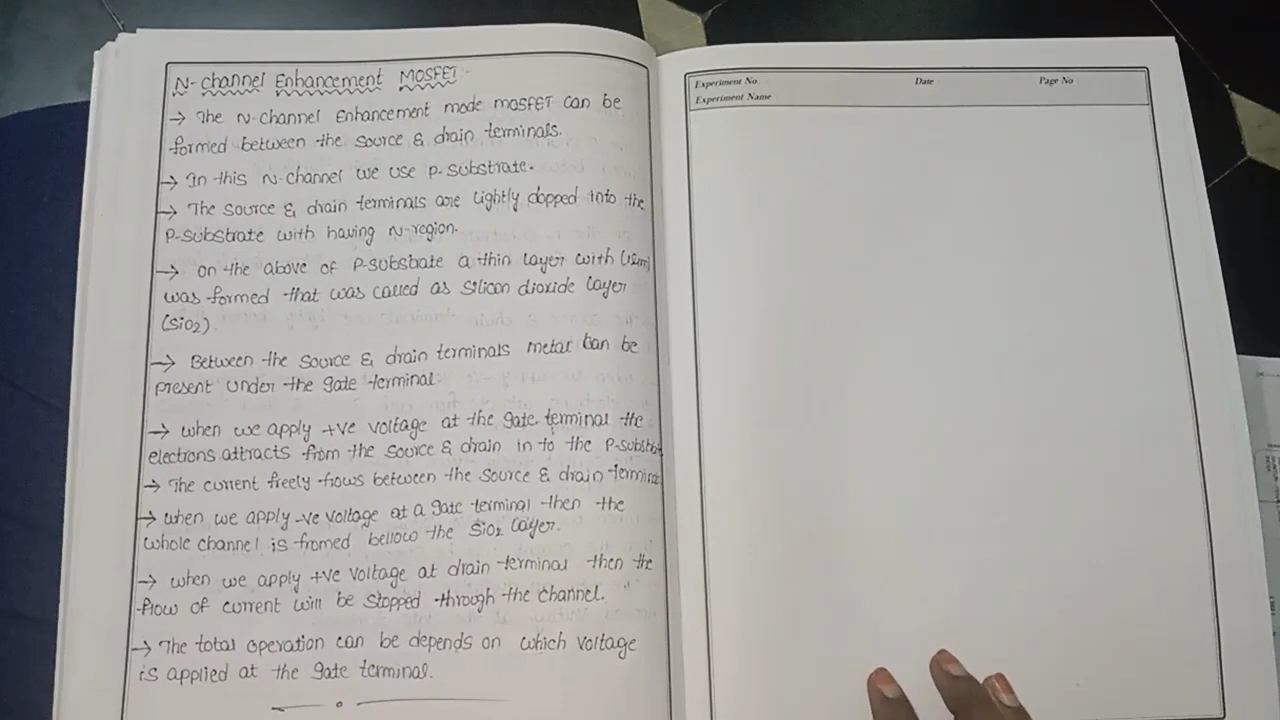 N-channel Enhancement MOSFET:-
→ The N-channel Enhancement mode MOSFET can be
formed between the source & drain terminals.
→ In this N-channel we use P-substrate.
→ The source & drain terminals are lightly dopped into the
P-substrate with having N-region.
→ on the above of P-substrate a thin layer with
was formed that was called as silicon dioxide layer
(SiO2).
→ Between the source & drain terminals metal can be
present under the gate terminal.
→ when we apply +ve voltage at the gate terminal the
electrons attracts from the source & drain in to the
→ The current freely flows between the source & drain
→ when we apply -ve voltage at a gate terminal then the
whole channel is fromed bellow the SiO2 layer.
→ when we apply +ve voltage at drain terminal then the
flow of current will be stopped through the channel.
→ The total operation can be depends on which voltage
is applied at the gate terminal.
Experiment No. Date Page No
Experiment Name